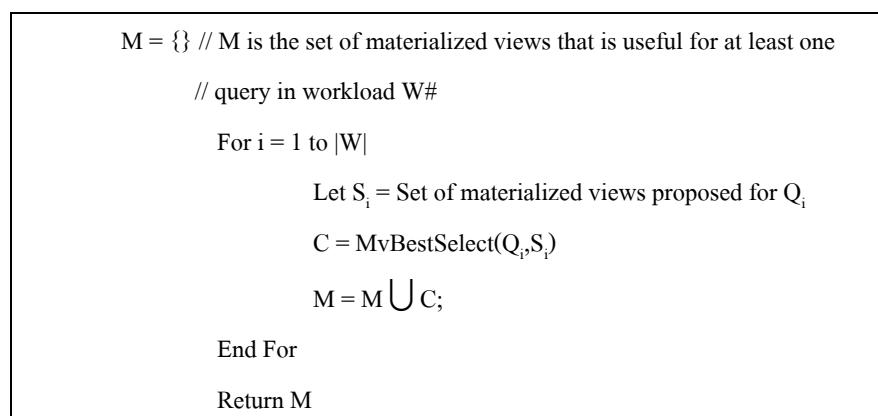 M = {} // M is the set of materialized views that is useful for at least one
// query in workload W#
For i = 1 to |W|
Let Sᵢ = Set of materialized views proposed for Qᵢ
C = MvBestSelect(Qᵢ,Sᵢ)
M = M ⋃ C;
End For
Return M